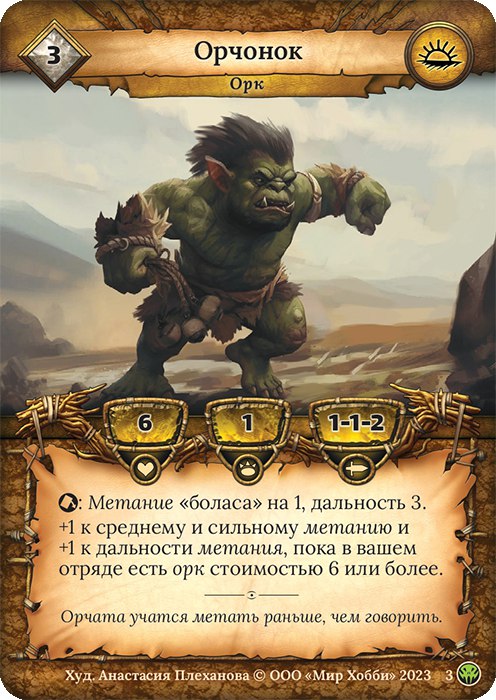 3
Орчонок
Орк
6
1
1-1-2
: Метание «боласа» на 1, дальность 3.
+1 к среднему и сильному метанию и
+1 к дальности метания, пока в вашем
отряде есть орк стоимостью 6 или более.
Орчата учатся метать раньше, чем говорить.
Худ. Анастасия Плеханова © ООО «Мир Хобби» 2023 3